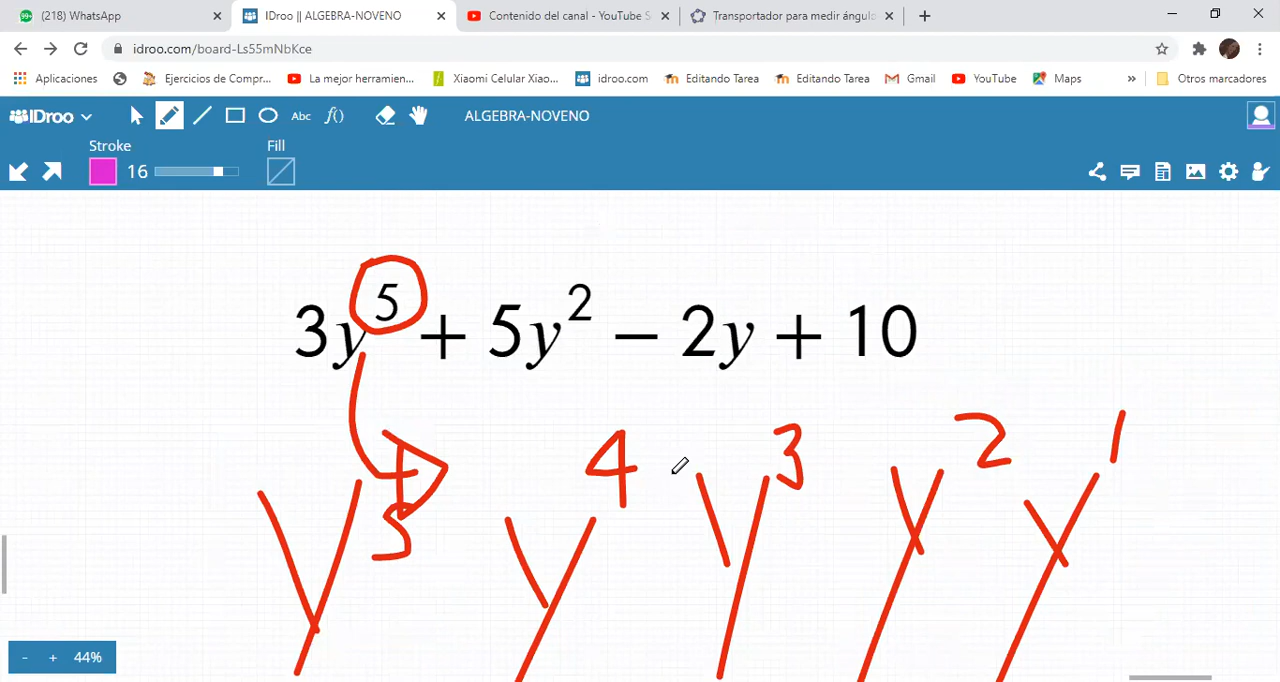 (218) WhatsApp
IDroo || ALGEBRA-NOVENO
Contenido del canal - YouTube S
Transportador para medir ángulo
idroo.com/board-Ls55mNbKce
Aplicaciones
Ejercicios de Compr...
La mejor herramien...
Xiaomi Celular Xiao...
idroo.com
Editando Tarea
Editando Tarea
Gmail
YouTube
Maps
»
Otros marcadores
IDroo
Abc
f()
ALGEBRA-NOVENO
Stroke
Fill
16
3y⁵ + 5y² − 2y + 10
y⁵ y⁴ y³ y² y¹
- + 44%